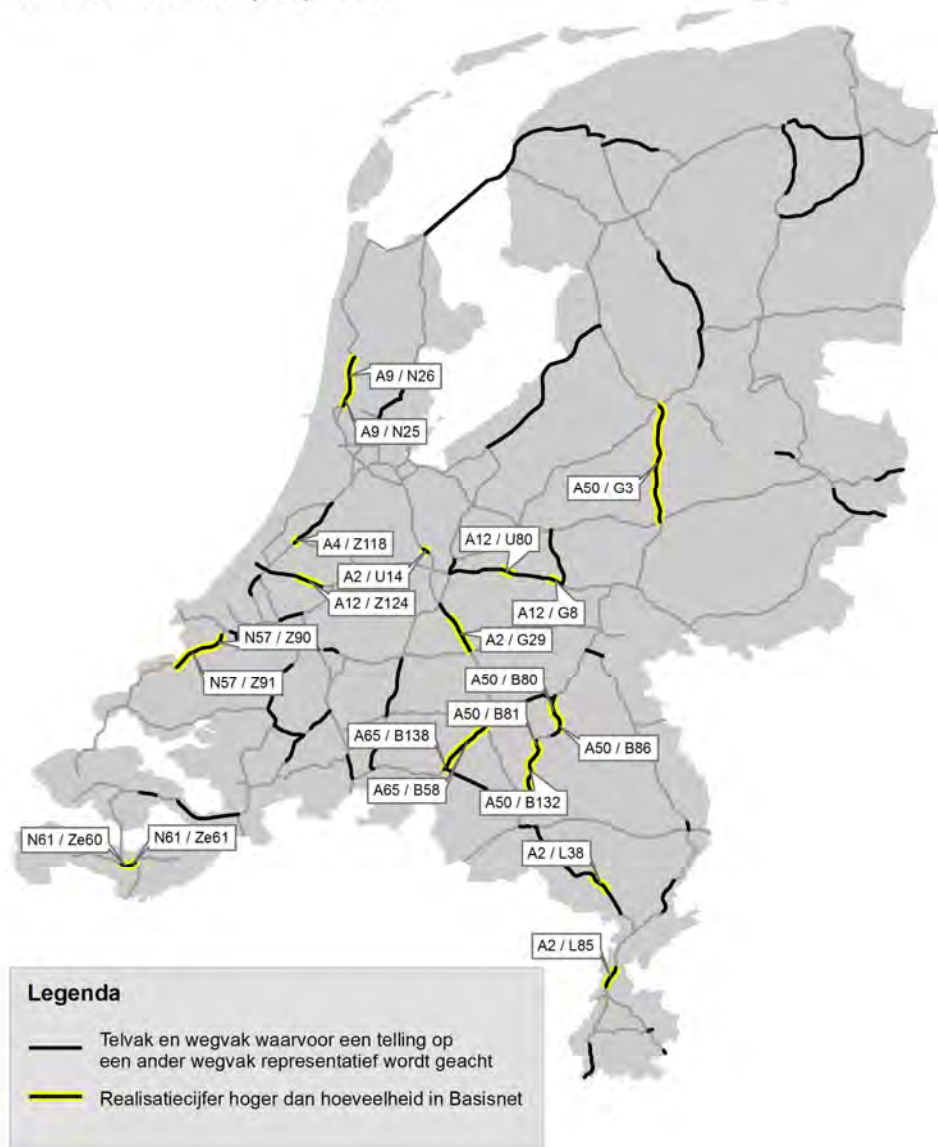 A9 / N26
A9 / N25
A50 / G3
A4 / Z118
A12 / U80
A2 / U14
A12 / Z124
A12 / G8
N57 / Z90
A2 / G29
N57 / Z91
A50 / B80
A50 / B81
A65 / B138
A50 / B86
A65 / B58
A50 / B132
N61 / Ze60
N61 / Ze61
A2 / L38
A2 / L85
Legenda
Telvak en wegvak waarvoor een telling op
een ander wegvak representatief wordt geacht
Realisatiecijfer hoger dan hoeveelheid in Basisnet